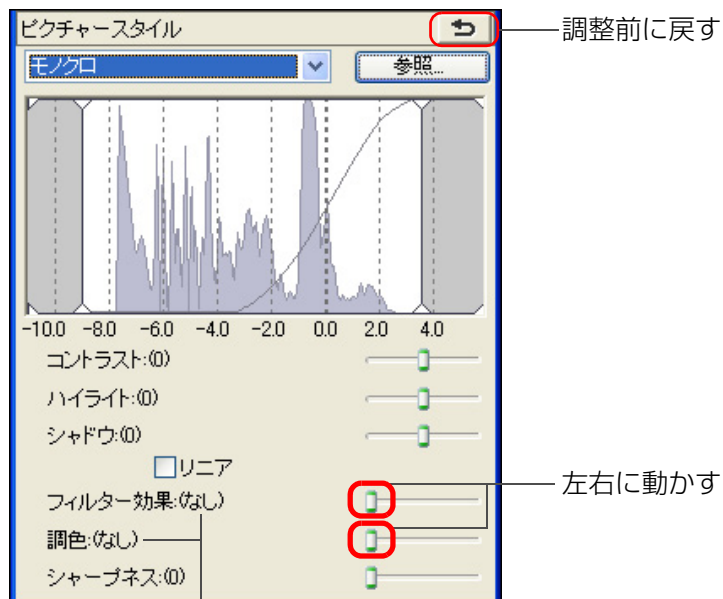 ピクチャースタイル
調整前に戻す
モノクロ
参照...
-10.0 -8.0 -6.0 -4.0 -2.0 0.0 2.0 4.0
コントラスト:(0)
ハイライト:(0)
シャドウ:(0)
リニア
フィルター効果:(なし)
左右に動かす
調色:(なし)
シャープネス:(0)